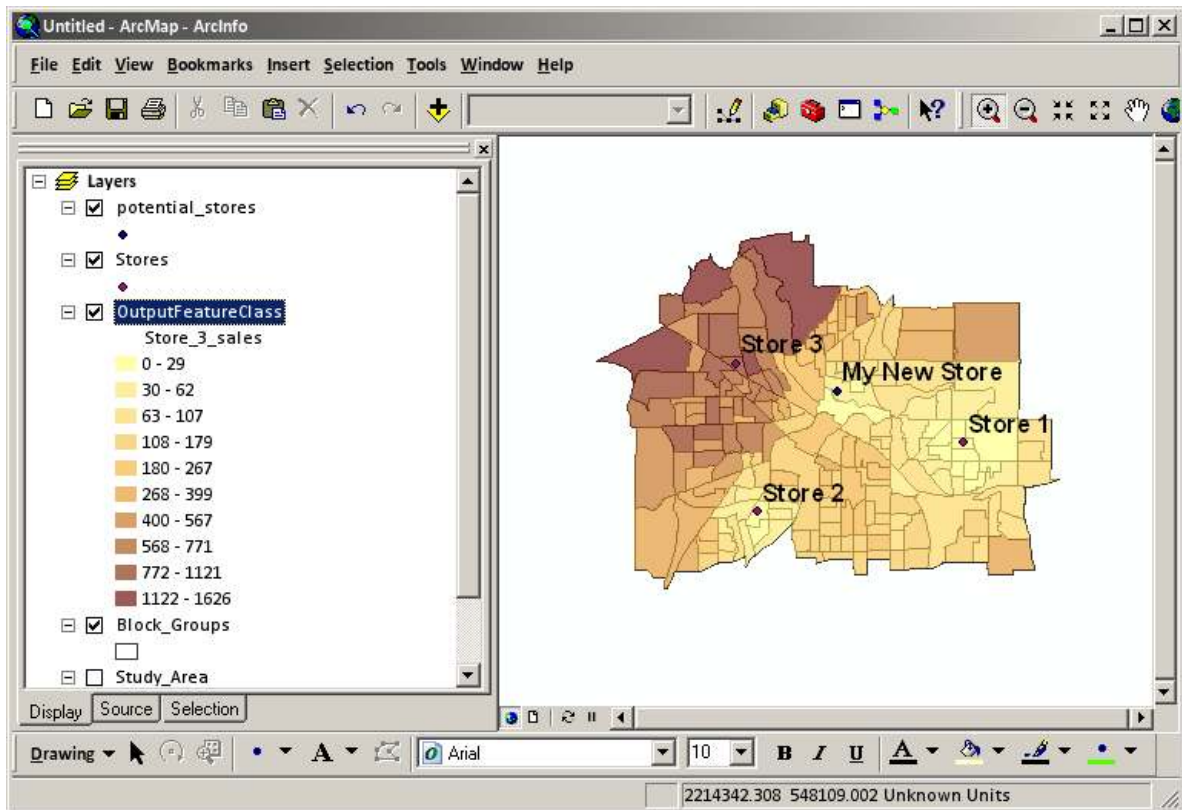 Untitled - ArcMap - ArcInfo
File Edit View Bookmarks Insert Selection Tools Window Help
Layers
potential_stores
Stores
OutputFeatureClass
Store_3_sales
0 - 29
30 - 62
63 - 107
108 - 179
180 - 267
268 - 399
400 - 567
568 - 771
772 - 1121
1122 - 1626
Block_Groups
Study_Area
Display Source Selection
Store 3
My New Store
Store 1
Store 2
Drawing A Arial 10 B I U A
2214342.308 548109.002 Unknown Units